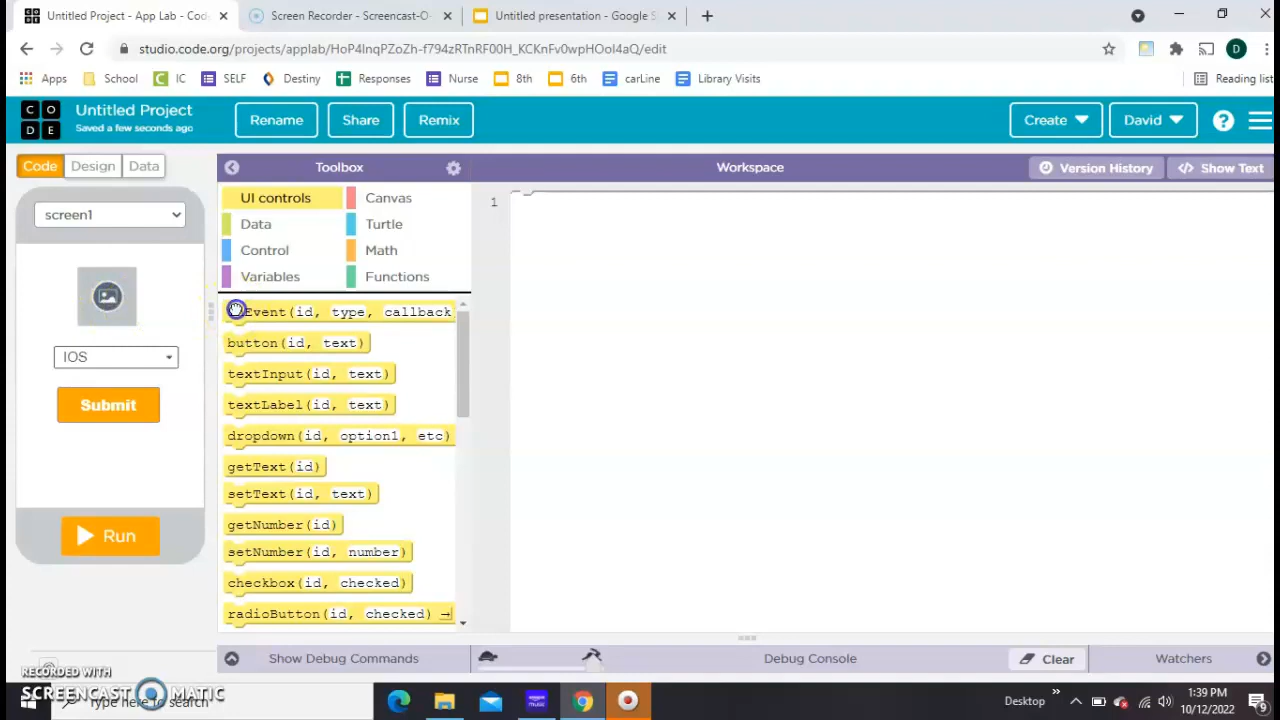 Untitled Project - App Lab - Cod
Screen Recorder - Screencast-O-
Untitled presentation - Google S
studio.code.org/projects/applab/HoP4lnqPZoZh-f794zRTnRF00H_KCKnFv0wpHOoI4aQ/edit
D
Apps School IC SELF Destiny Responses Nurse 8th 6th carLine Library Visits Reading list
C O D E
Untitled Project
Saved a few seconds ago
Rename Share Remix Create David ?
Code Design Data
Toolbox Workspace Version History </> Show Text
screen1
UI controls Canvas
Data Turtle
Control Math
Variables Functions
1
Event(id, type, callback
button(id, text)
textInput(id, text)
textLabel(id, text)
dropdown(id, option1, etc)
getText(id)
setText(id, text)
getNumber(id)
setNumber(id, number)
checkbox(id, checked)
radioButton(id, checked)
IOS
Submit
Run
Show Debug Commands Debug Console Clear Watchers
RECORDED WITH
SCREENCAST MATIC
Type here to search
music
Desktop »
1:39 PM
10/12/2022
9